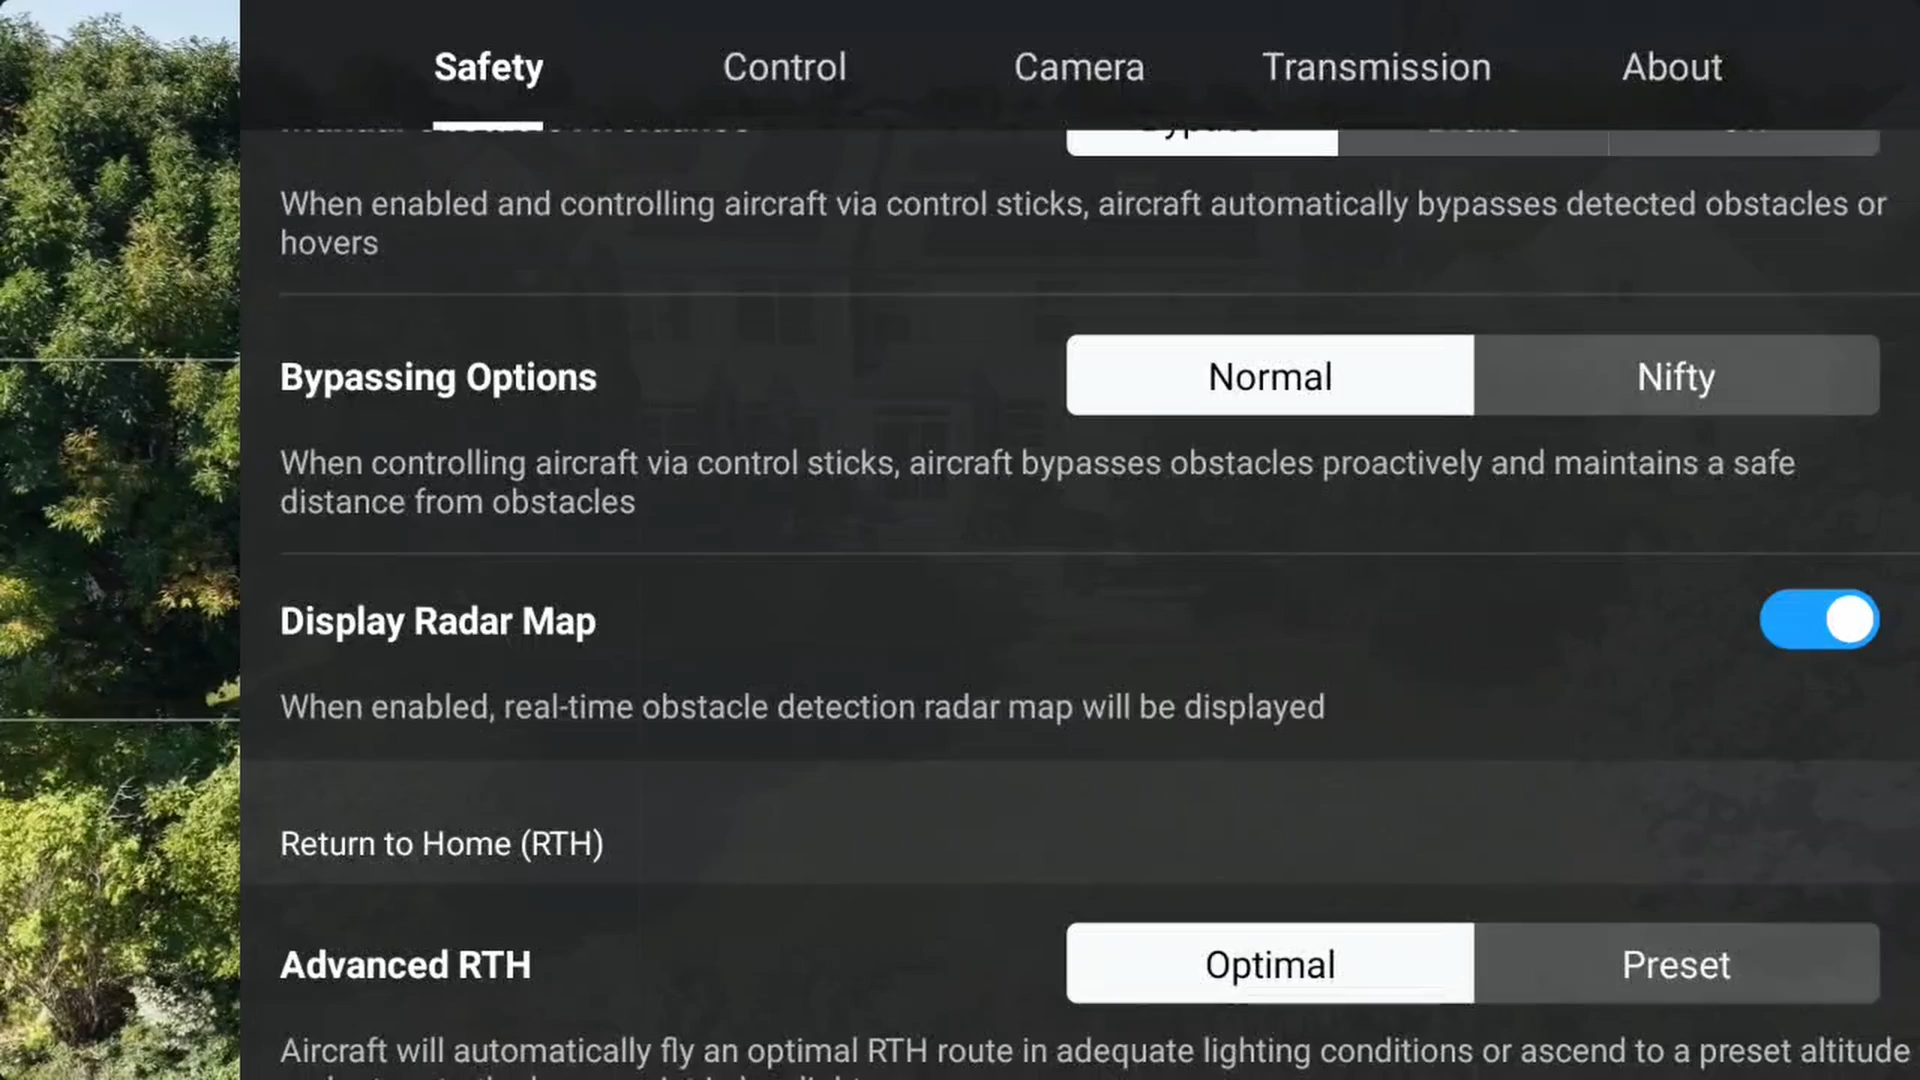 Safety Control Camera Transmission About
When enabled and controlling aircraft via control sticks, aircraft automatically bypasses detected obstacles or
hovers
Bypassing Options Normal Nifty
When controlling aircraft via control sticks, aircraft bypasses obstacles proactively and maintains a safe
distance from obstacles
Display Radar Map
When enabled, real-time obstacle detection radar map will be displayed
Return to Home (RTH)
Advanced RTH Optimal Preset
Aircraft will automatically fly an optimal RTH route in adequate lighting conditions or ascend to a preset altitude